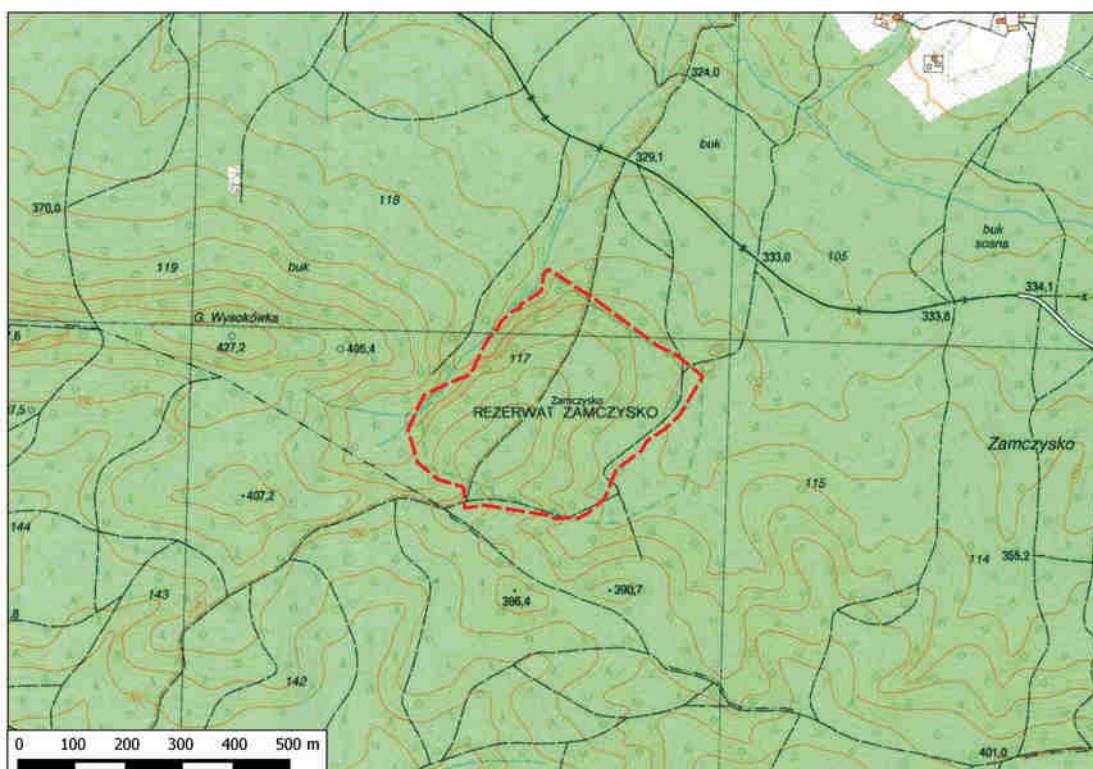 324,0
buk
329,1
118
370,0
buk
sosna
119
buk
333,0
105
334,1
333,8
G. Wysokówka
427,2
405,4
117
Zamczysko
REZERWAT ZAMCZYSKO
Zamczysko
407,2
115
144
114
355,2
143
386,4
390,7
142
401,0
0 100 200 300 400 500 m